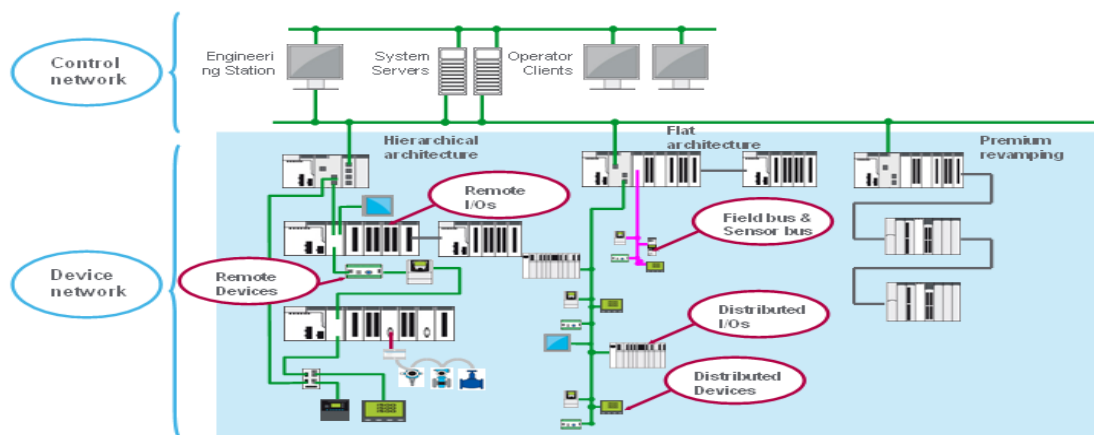 Control
network
Engineeri
ng Station
System
Servers
Operator
Clients
Hierarchical
architecture
Flat
architecture
Premium
revamping
Remote
I/Os
Field bus &
Sensor bus
Device
network
Remote
Devices
Distributed
I/Os
Distributed
Devices